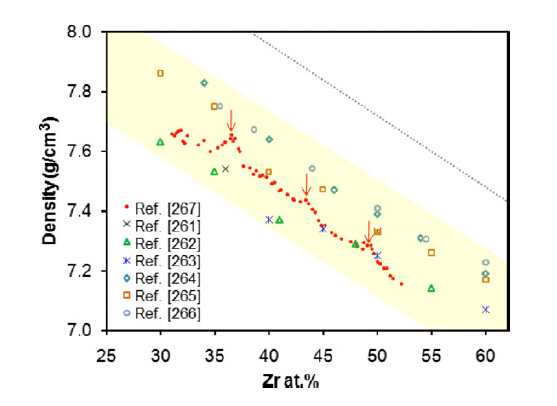 8.0
7.8
7.6
7.4
7.2
7.0
Density(g/cm3)
Ref. [267]
Ref. [261]
Ref. [262]
Ref. [263]
Ref. [264]
Ref. [265]
Ref. [266]
25 30 35 40 45 50 55 60
Zr at.%